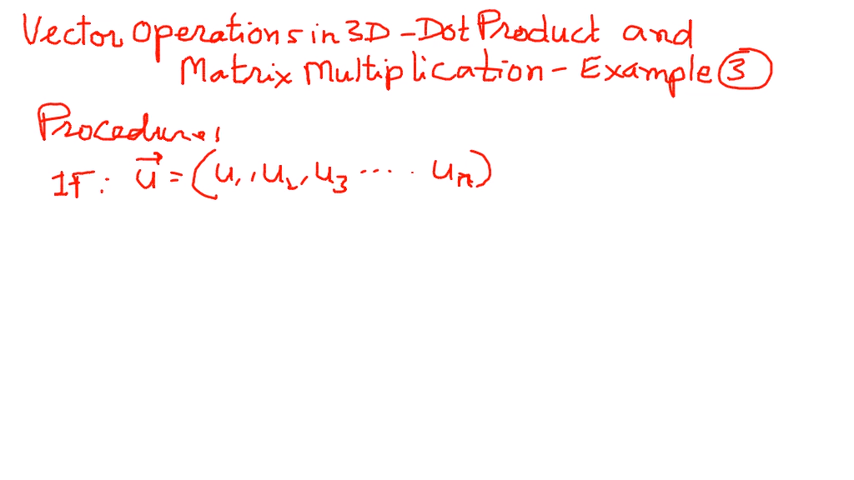 Vector Operations in 3D - Dot Product and
Matrix Multiplication - Example 3
Procedure:
IF: u⃗ = (u₁, u₂, u₃ ..... uₙ)